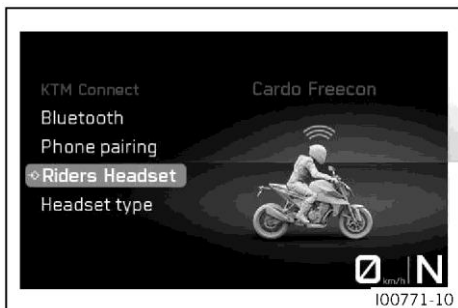 KTM Connect
Cardo Freecon
Bluetooth
Phone pairing
Riders Headset
Headset type
0 km/h N
I00771-10